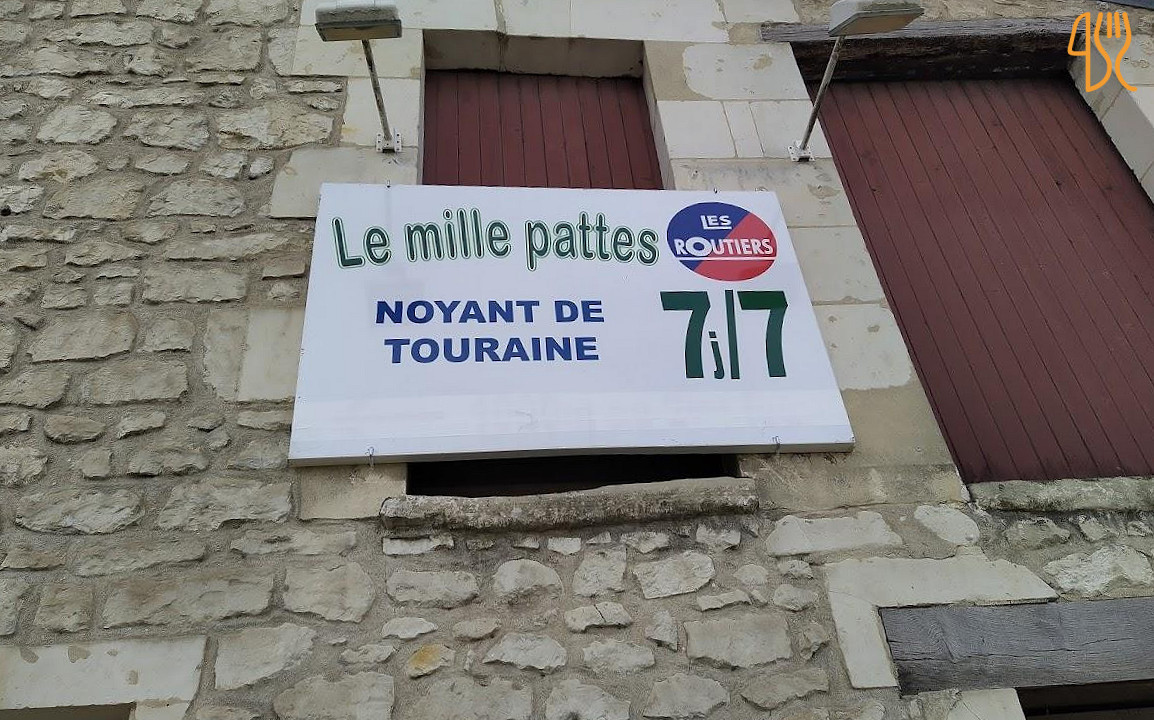 Le mille pattes
LES
ROUTIERS
NOYANT DE
TOURAINE
7j/7